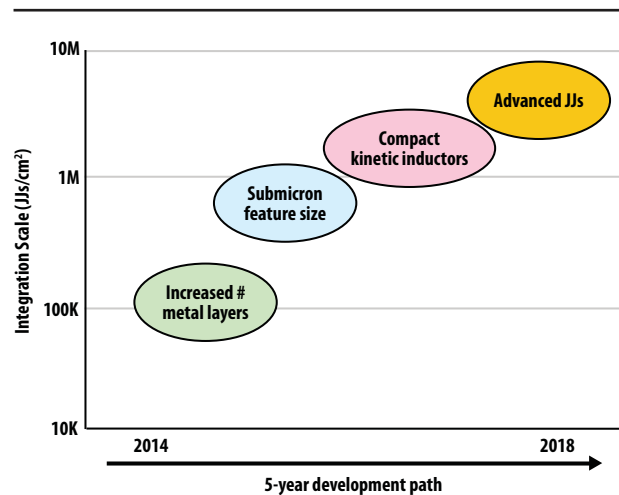 10M
Advanced JJs
Compact
kinetic inductors
1M
Submicron
feature size
Integration Scale (JJs/cm²)
Increased #
metal layers
100K
10K
2014
2018
5-year development path